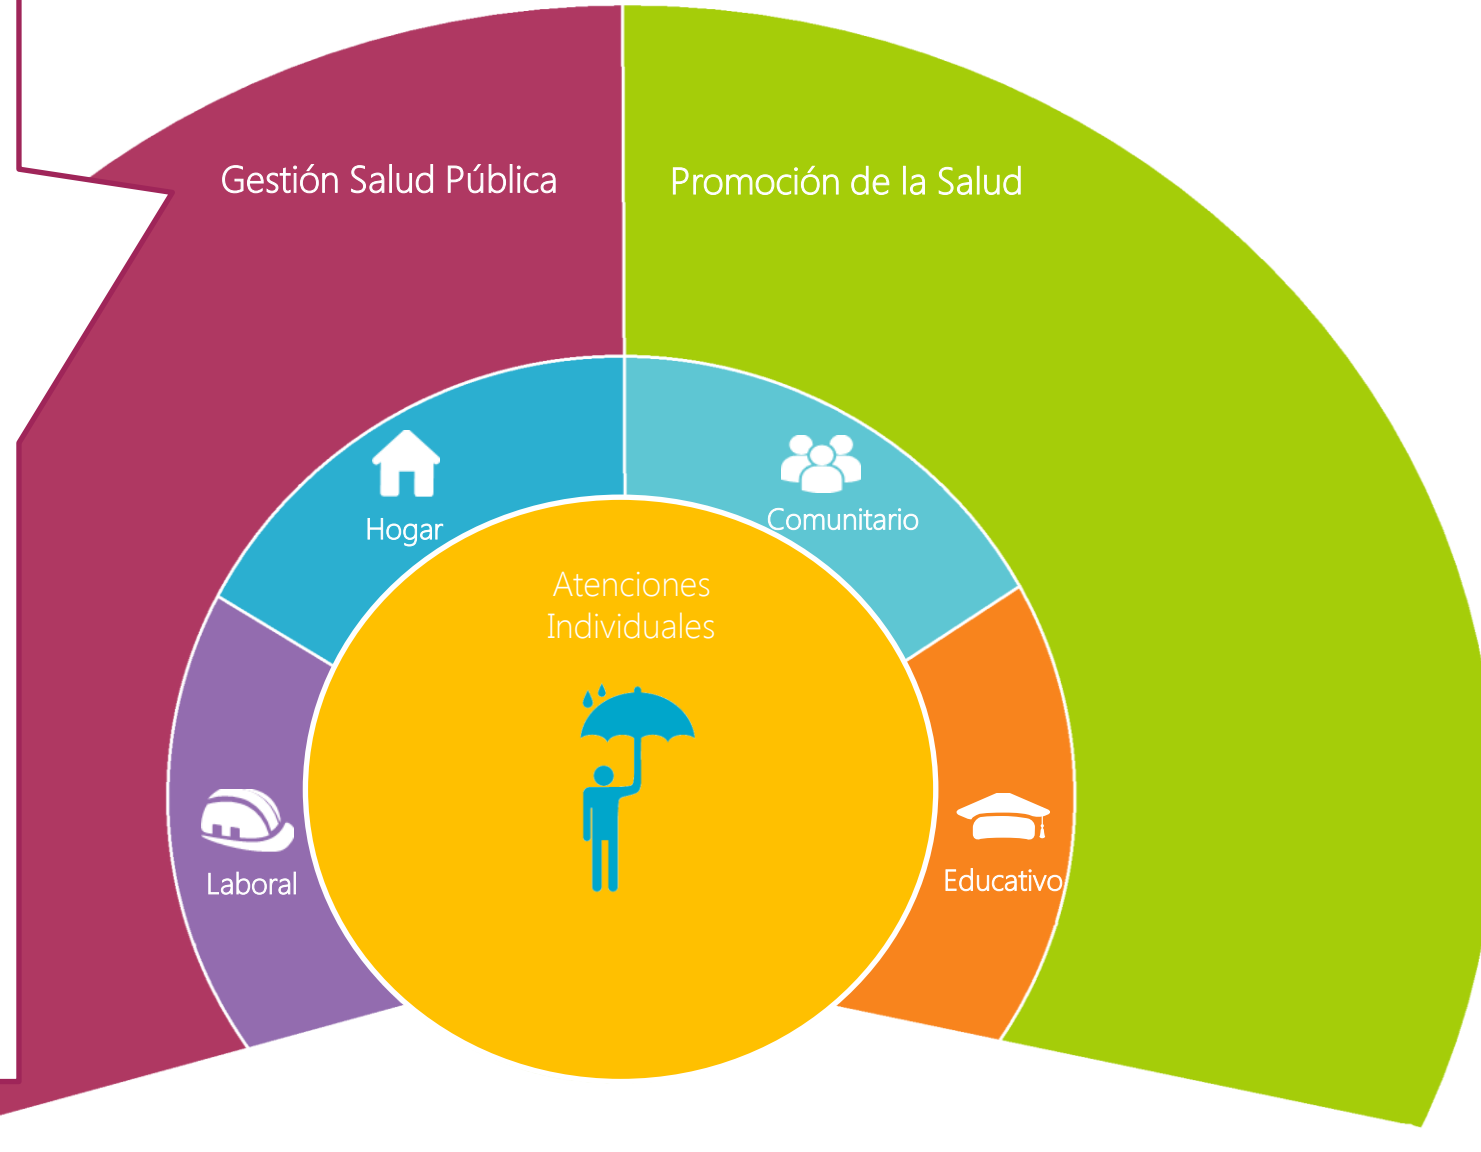 Gestión Salud Pública
Promoción de la Salud
Hogar
Comunitario
Atenciones
Individuales
Laboral
Educativo